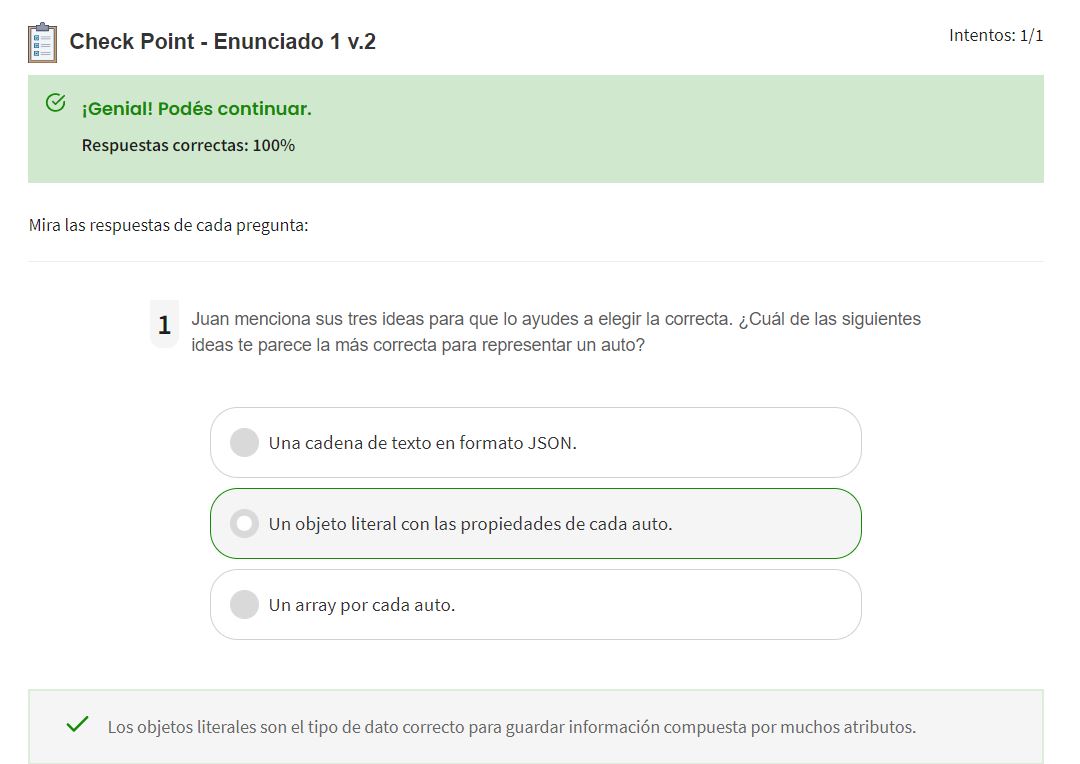 Check Point - Enunciado 1 v.2
Intentos: 1/1
¡Genial! Podés continuar.
Respuestas correctas: 100%
Mira las respuestas de cada pregunta:
1
Juan menciona sus tres ideas para que lo ayudes a elegir la correcta. ¿Cuál de las siguientes
ideas te parece la más correcta para representar un auto?
Una cadena de texto en formato JSON.
Un objeto literal con las propiedades de cada auto.
Un array por cada auto.
Los objetos literales son el tipo de dato correcto para guardar información compuesta por muchos atributos.